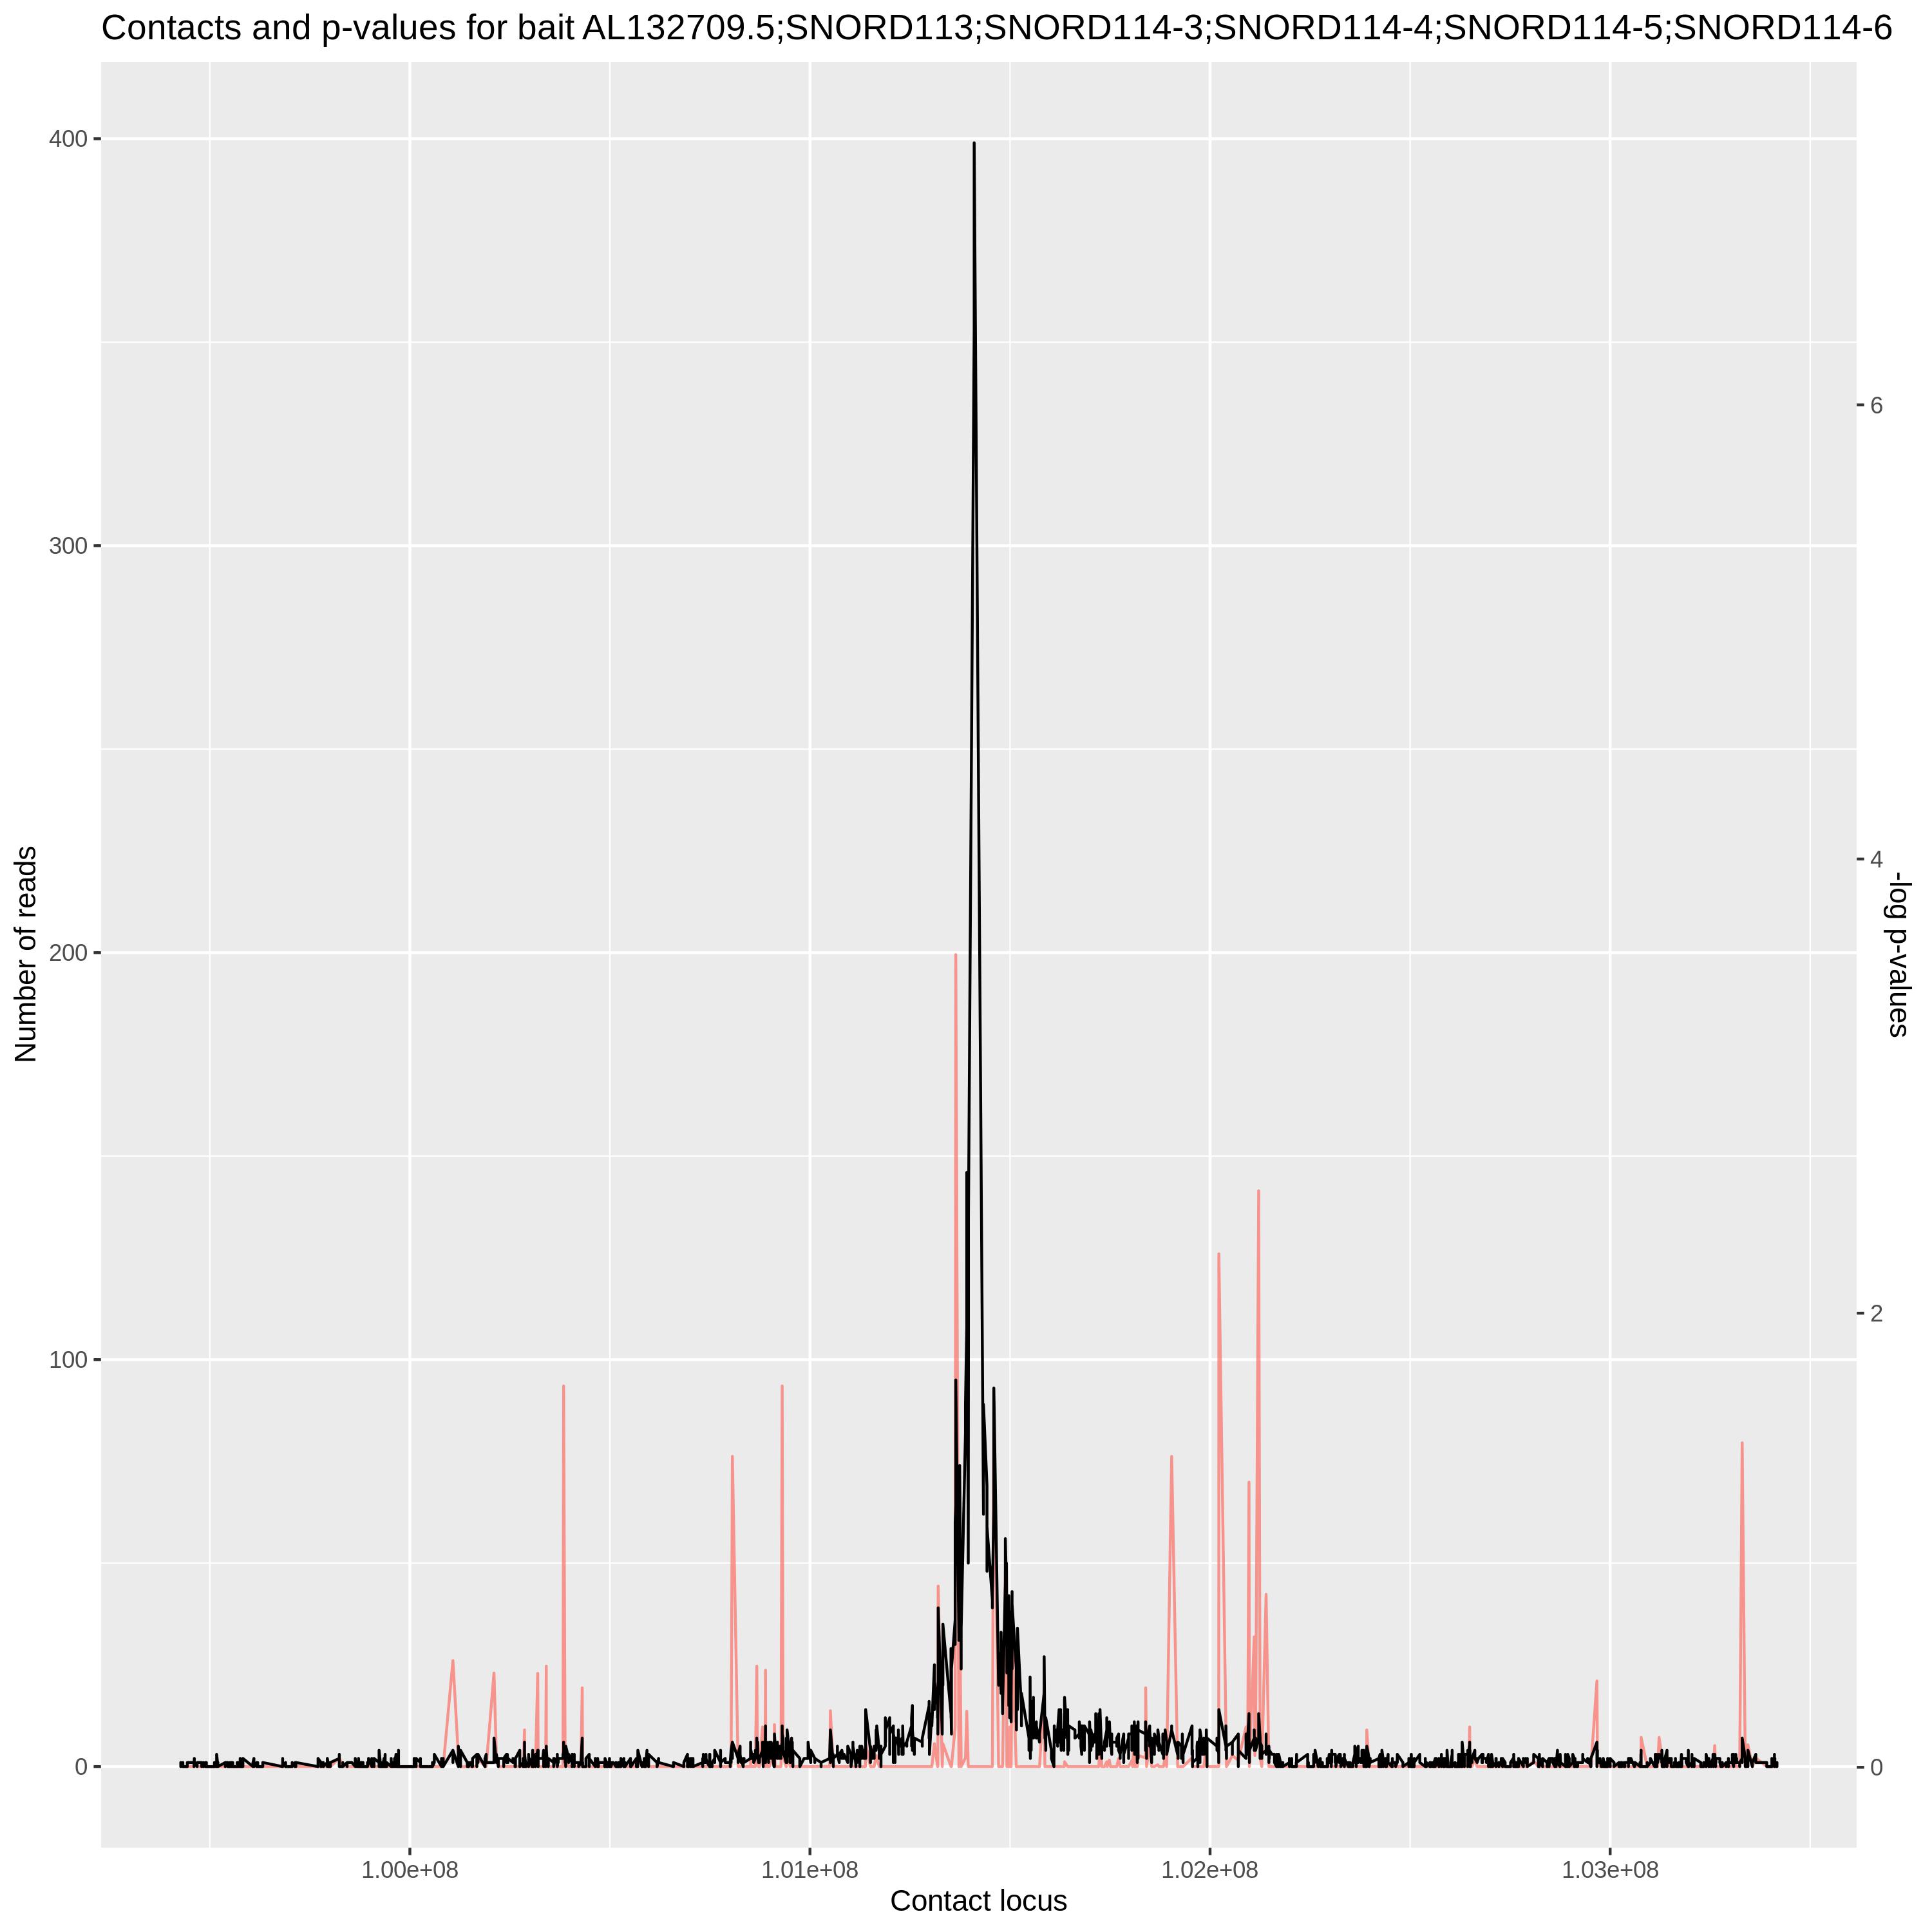 Contacts and p-values for bait AL132709.5;SNORD113;SNORD114-3;SNORD114-4;SNORD114-5;SNORD114-6
400
300
200
100
0
Number of reads
6
4
2
0
-log p-values
1.00e+08
1.01e+08
1.02e+08
1.03e+08
Contact locus